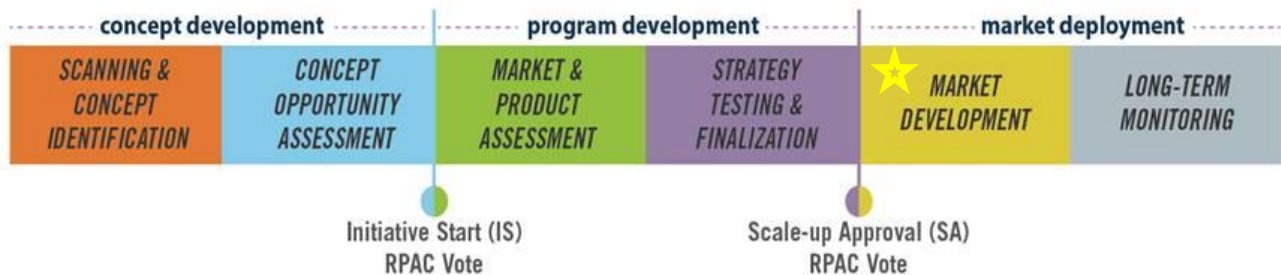 concept development
program development
market deployment
SCANNING &
CONCEPT
IDENTIFICATION
CONCEPT
OPPORTUNITY
ASSESSMENT
MARKET &
PRODUCT
ASSESSMENT
STRATEGY
TESTING &
FINALIZATION
MARKET
DEVELOPMENT
LONG-TERM
MONITORING
Initiative Start (IS)
RPAC Vote
Scale-up Approval (SA)
RPAC Vote